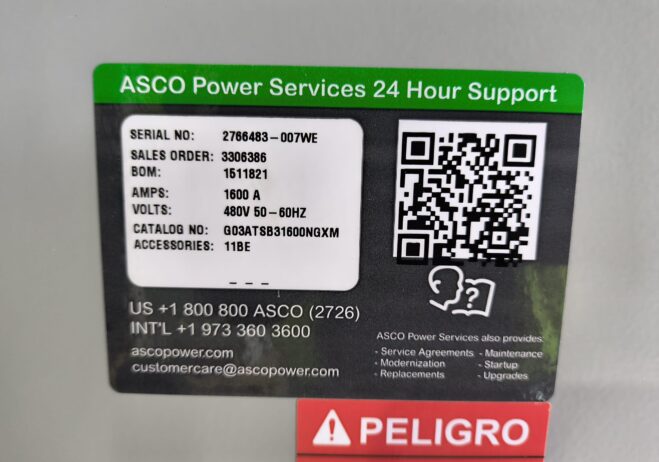 ASCO Power Services 24 Hour Support
SERIAL NO: 2766483-007WE
SALES ORDER: 3306386
BOM: 1511821
AMPS: 1600 A
VOLTS: 480V 50-60HZ
CATALOG NO: G03ATSB31600NGXM
ACCESSORIES: 11BE
- - -
US +1 800 800 ASCO (2726)
INT'L +1 973 360 3600
ascopower.com
customercare@ascopower.com
ASCO Power Services also provides
- Service Agreements - Maintenance
- Modernization - Startup
- Replacements - Upgrades
PELIGRO